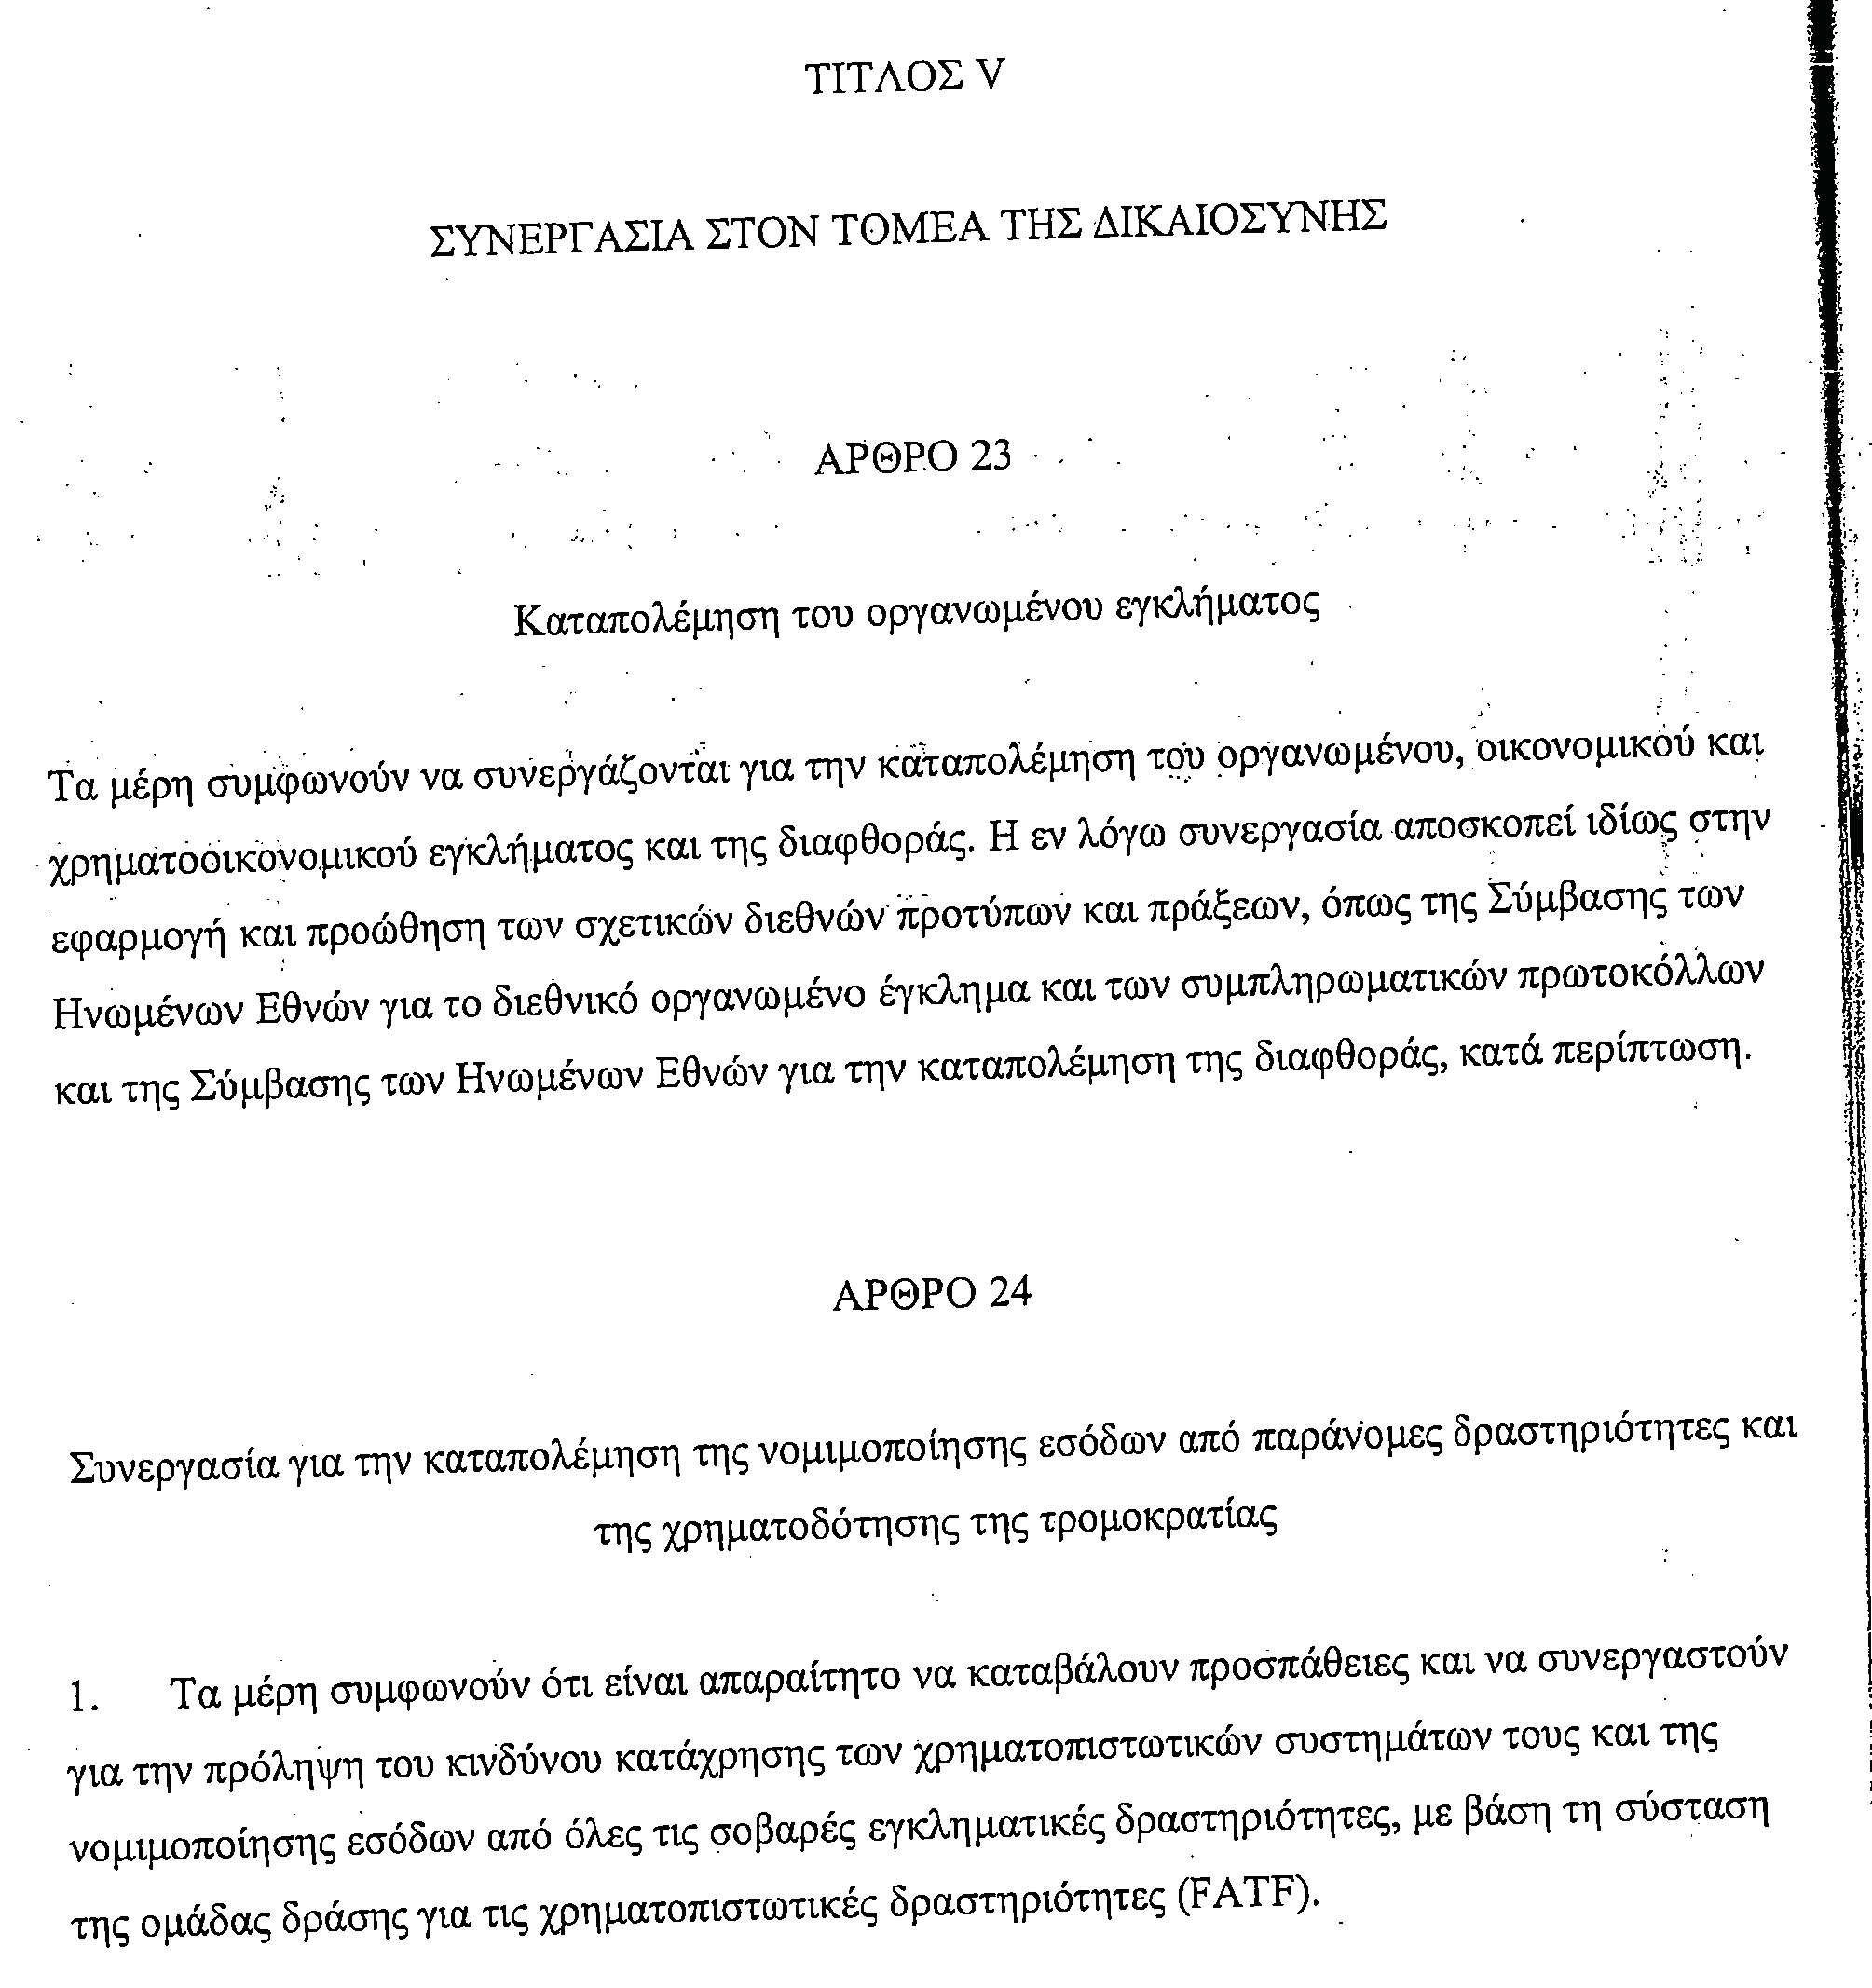 ΤΙΤΛΟΣ V
ΣΥΝΕΡΓΑΣΙΑ ΣΤΟΝ ΤΟΜΕΑ ΤΗΣ ΔΙΚΑΙΟΣΥΝΗΣ
ΑΡΘΡΟ 23
Καταπολέμηση του οργανωμένου εγκλήματος
Τα μέρη συμφωνούν να συνεργάζονται για την καταπολέμηση του οργανωμένου, οικονομικού και
χρηματοοικονομικού εγκλήματος και της διαφθοράς. Η εν λόγω συνεργασία αποσκοπεί ιδίως στην
εφαρμογή και προώθηση των σχετικών διεθνών προτύπων και πράξεων, όπως της Σύμβασης των
Ηνωμένων Εθνών για το διεθνικό οργανωμένο έγκλημα και των συμπληρωματικών πρωτοκόλλων
και της Σύμβασης των Ηνωμένων Εθνών για την καταπολέμηση της διαφθοράς, κατά περίπτωση.
ΑΡΘΡΟ 24
Συνεργασία για την καταπολέμηση της νομιμοποίησης εσόδων από παράνομες δραστηριότητες και
της χρηματοδότησης της τρομοκρατίας
1. Τα μέρη συμφωνούν ότι είναι απαραίτητο να καταβάλουν προσπάθειες και να συνεργαστούν
για την πρόληψη του κινδύνου κατάχρησης των χρηματοπιστωτικών συστημάτων τους και της
νομιμοποίησης εσόδων από όλες τις σοβαρές εγκληματικές δραστηριότητες, με βάση τη σύσταση
της ομάδας δράσης για τις χρηματοπιστωτικές δραστηριότητες (FATF).